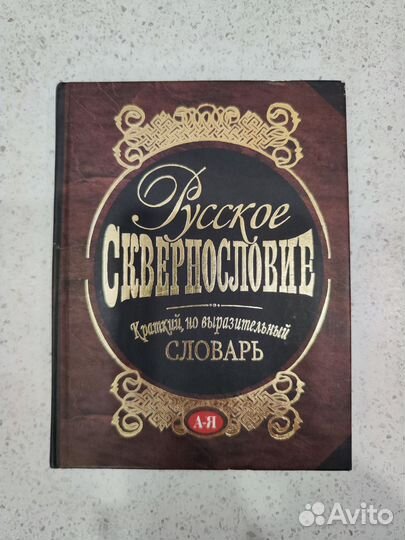 Русское
СКВЕРНОСЛОВИЕ
Краткий, но выразительный
СЛОВАРЬ
А-Я
Avito